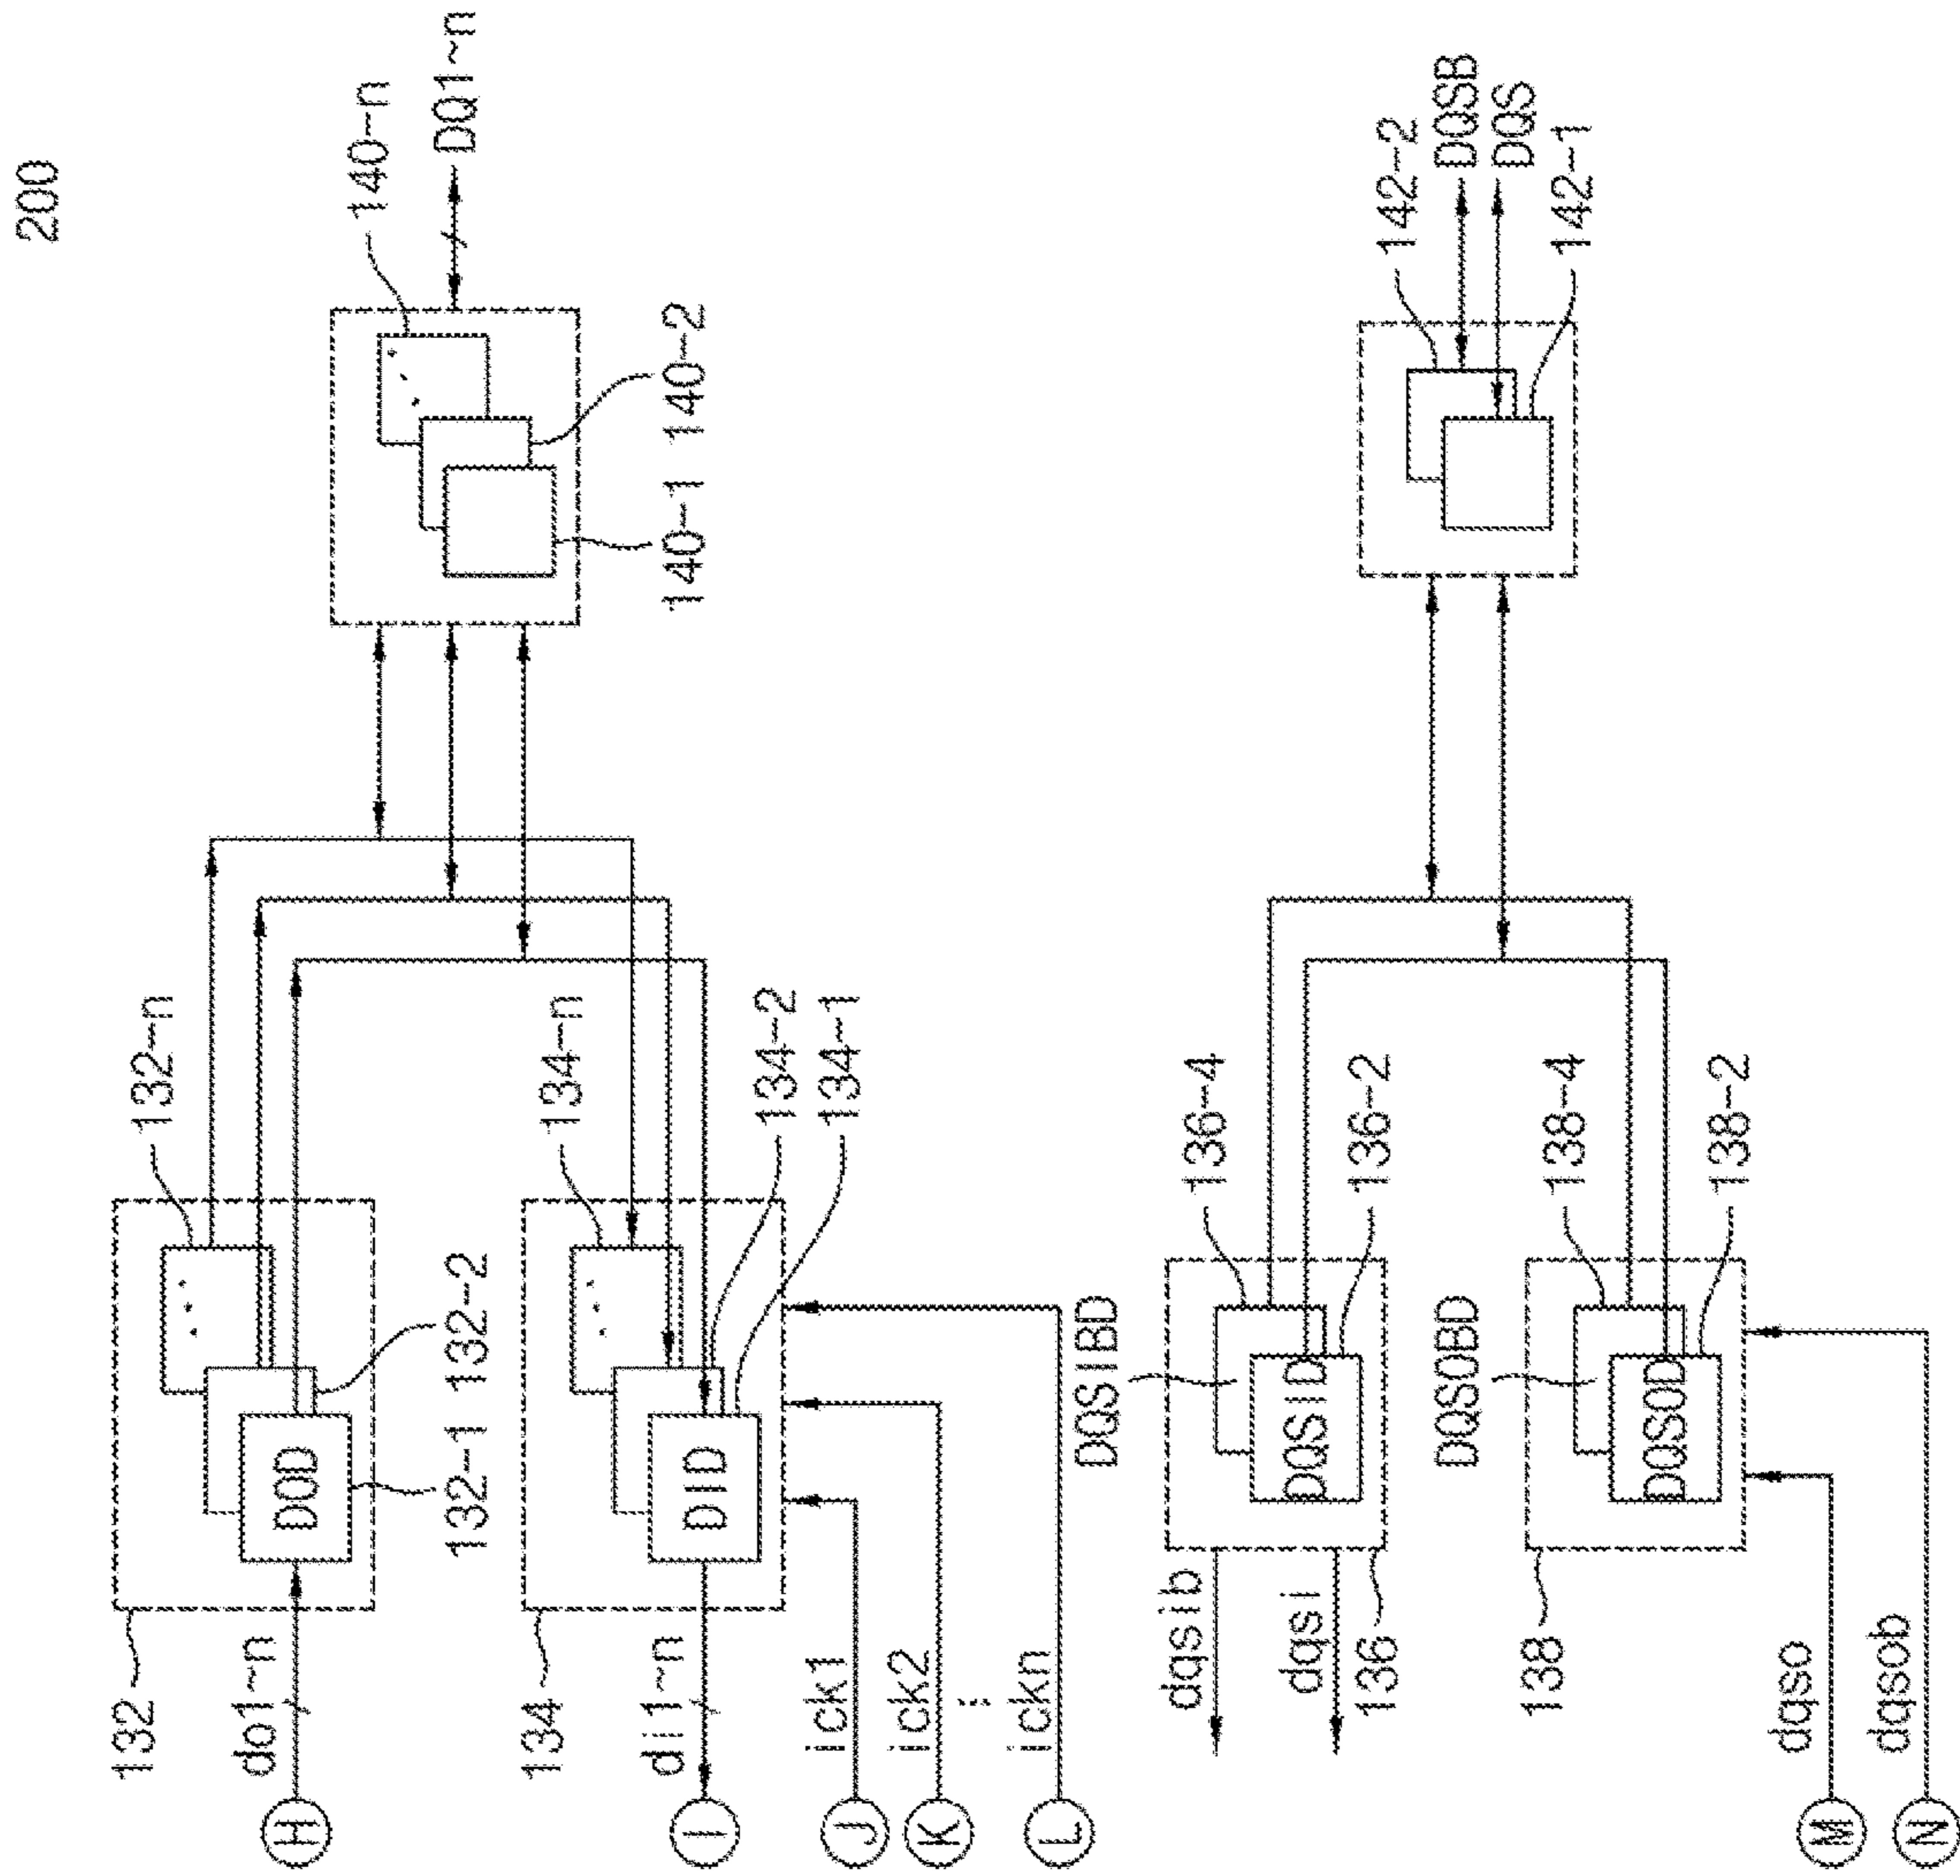 200
132-n
140-n
DQ1~n
132
DOD
do1~n
H
132-1 132-2
140-1 140-2
134-n
134
DID
di1~n
I
134-2
134-1
ick1
J
ick2
K
⋮
ickn
L
DQSIBD
136-4
142-2
DQSB
DQS
142-1
dqsib
DQSID
dqsi
136
136-2
DQSOBD
138-4
138
DQSOD
138-2
dqso
M
dqsob
N